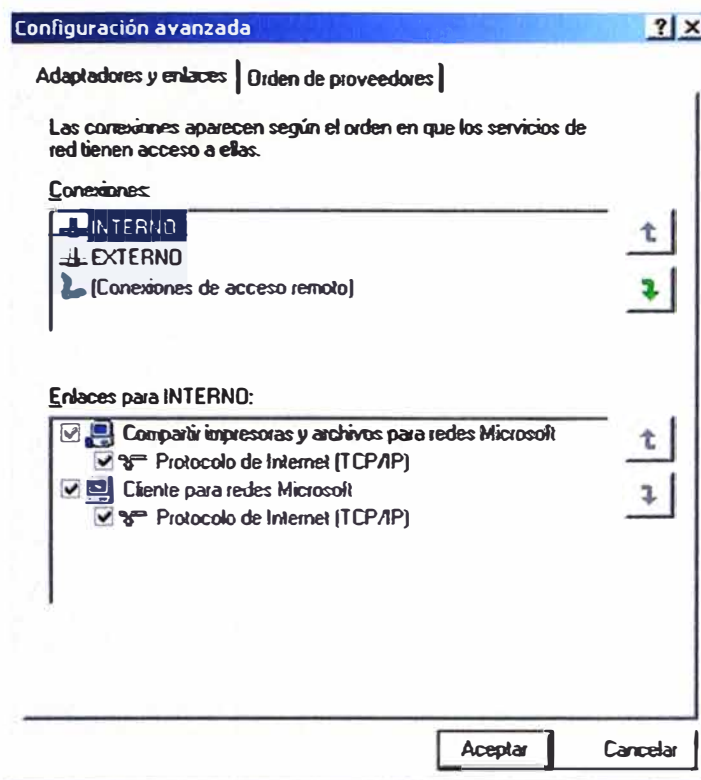 Configuración avanzada
Adaptadores y enlaces
Orden de proveedores
Las conexiones aparecen según el orden en que los servicios de
red tienen acceso a ellas.
Conexiones:
INTERNO
EXTERNO
(Conexiones de acceso remoto)
Enlaces para INTERNO:
Compartir impresoras y archivos para redes Microsoft
Protocolo de Internet (TCP/IP)
Cliente para redes Microsoft
Protocolo de Internet (TCP/IP)
Aceptar
Cancelar